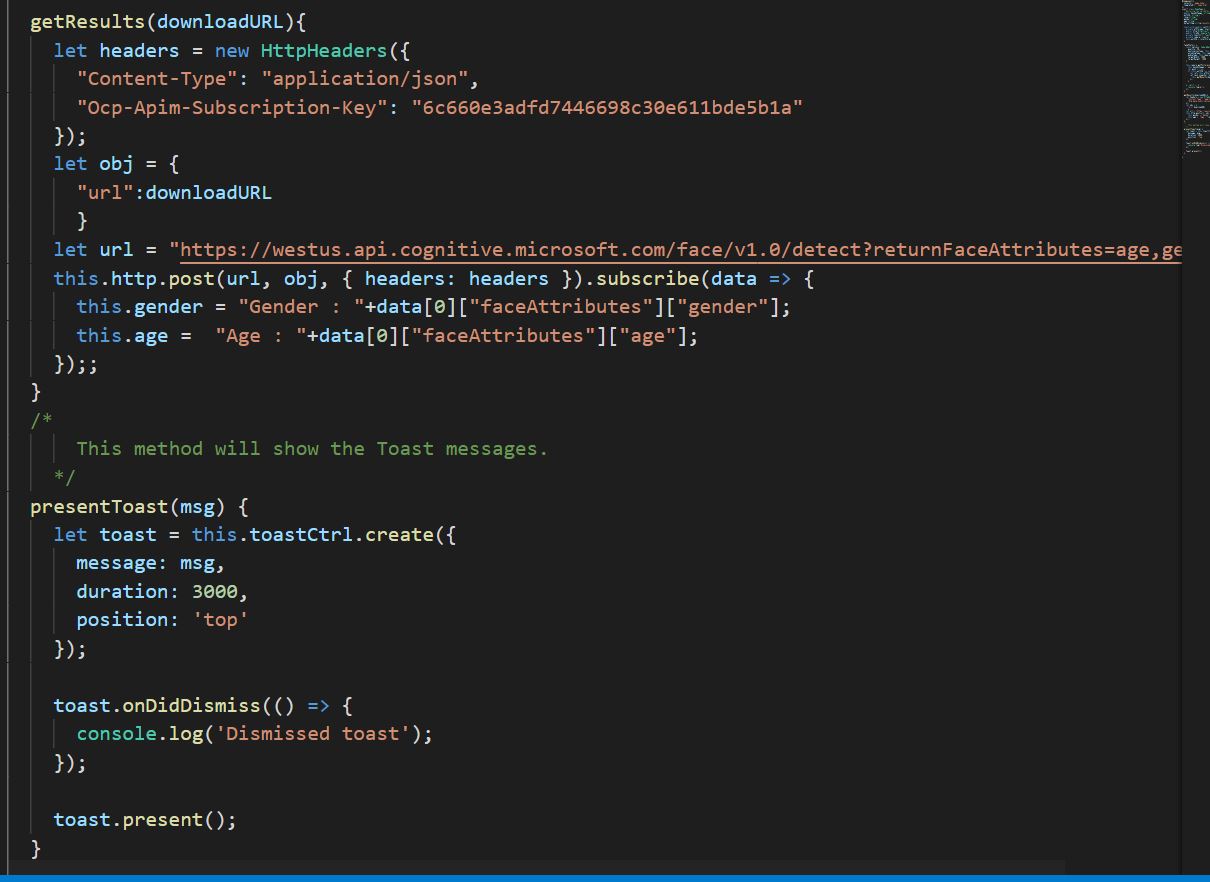 getResults(downloadURL){
let headers = new HttpHeaders({
"Content-Type": "application/json",
"Ocp-Apim-Subscription-Key": "6c660e3adfd7446698c30e611bde5b1a"
});
let obj = {
"url":downloadURL
}
let url = "https://westus.api.cognitive.microsoft.com/face/v1.0/detect?returnFaceAttributes=age,ge
this.http.post(url, obj, { headers: headers }).subscribe(data => {
this.gender = "Gender : "+data[0]["faceAttributes"]["gender"];
this.age =  "Age : "+data[0]["faceAttributes"]["age"];
});;
}
/*
This method will show the Toast messages.
*/
presentToast(msg) {
let toast = this.toastCtrl.create({
message: msg,
duration: 3000,
position: 'top'
});
toast.onDidDismiss(() => {
console.log('Dismissed toast');
});
toast.present();
}